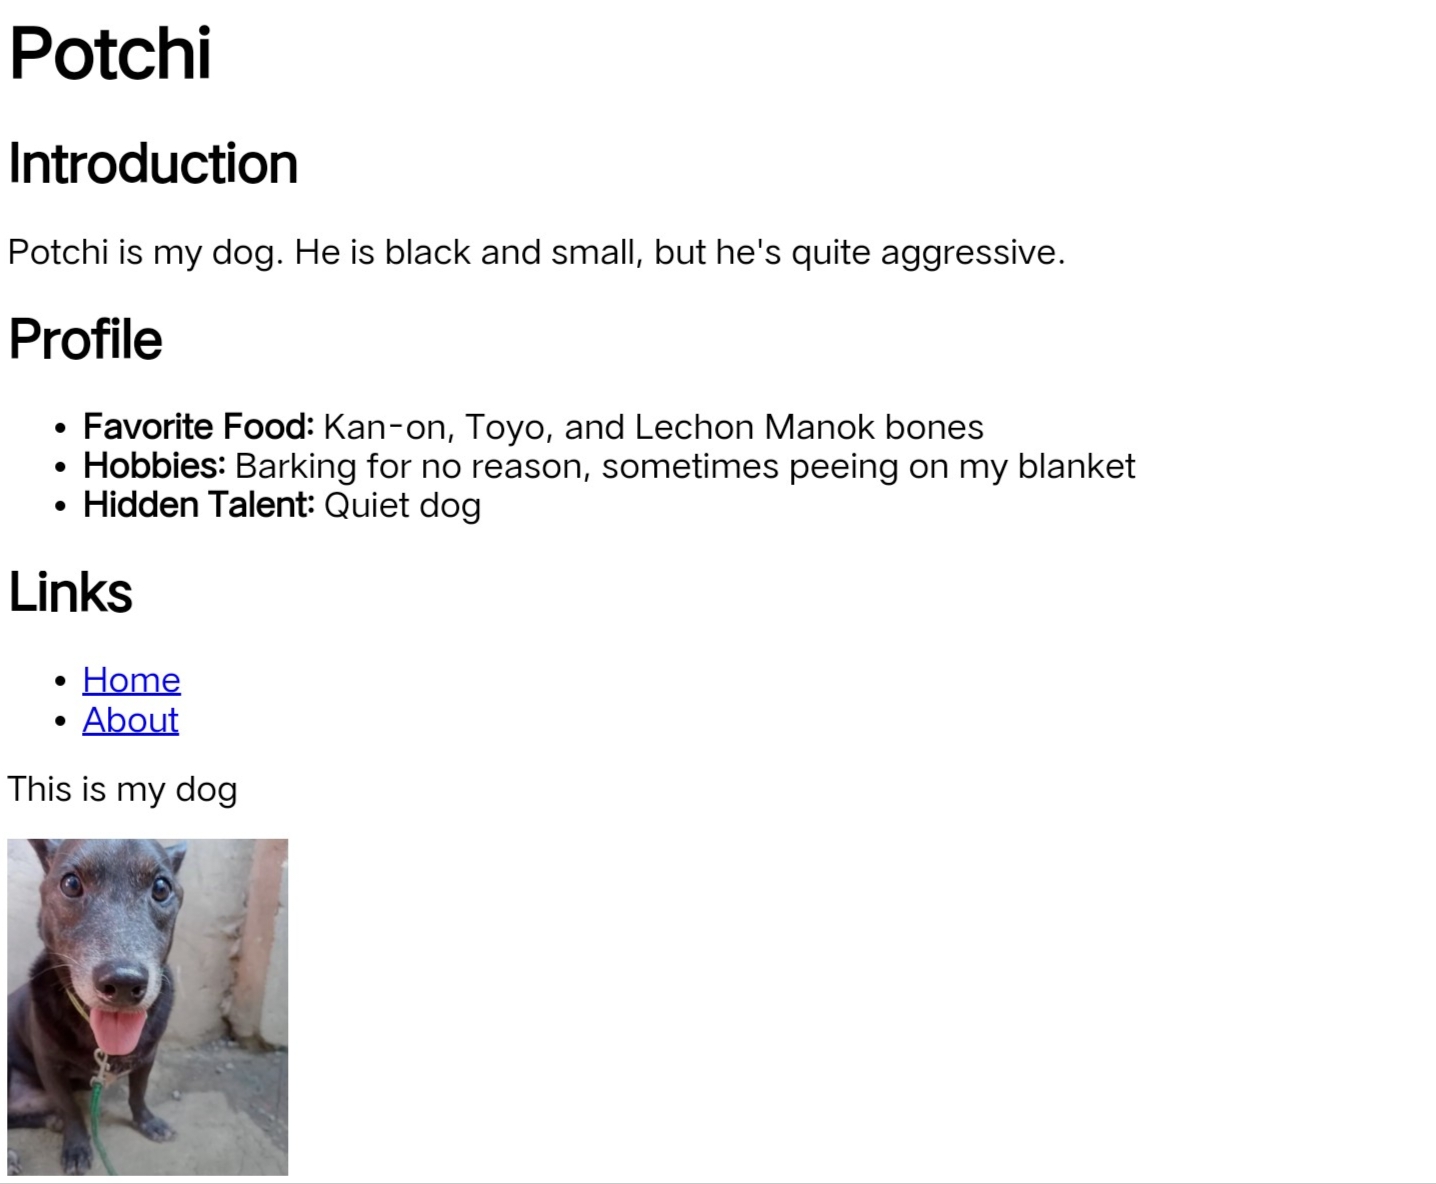 Potchi
Introduction
Potchi is my dog. He is black and small, but he's quite aggressive.
Profile
• Favorite Food: Kan-on, Toyo, and Lechon Manok bones
• Hobbies: Barking for no reason, sometimes peeing on my blanket
• Hidden Talent: Quiet dog
Links
• Home
• About
This is my dog